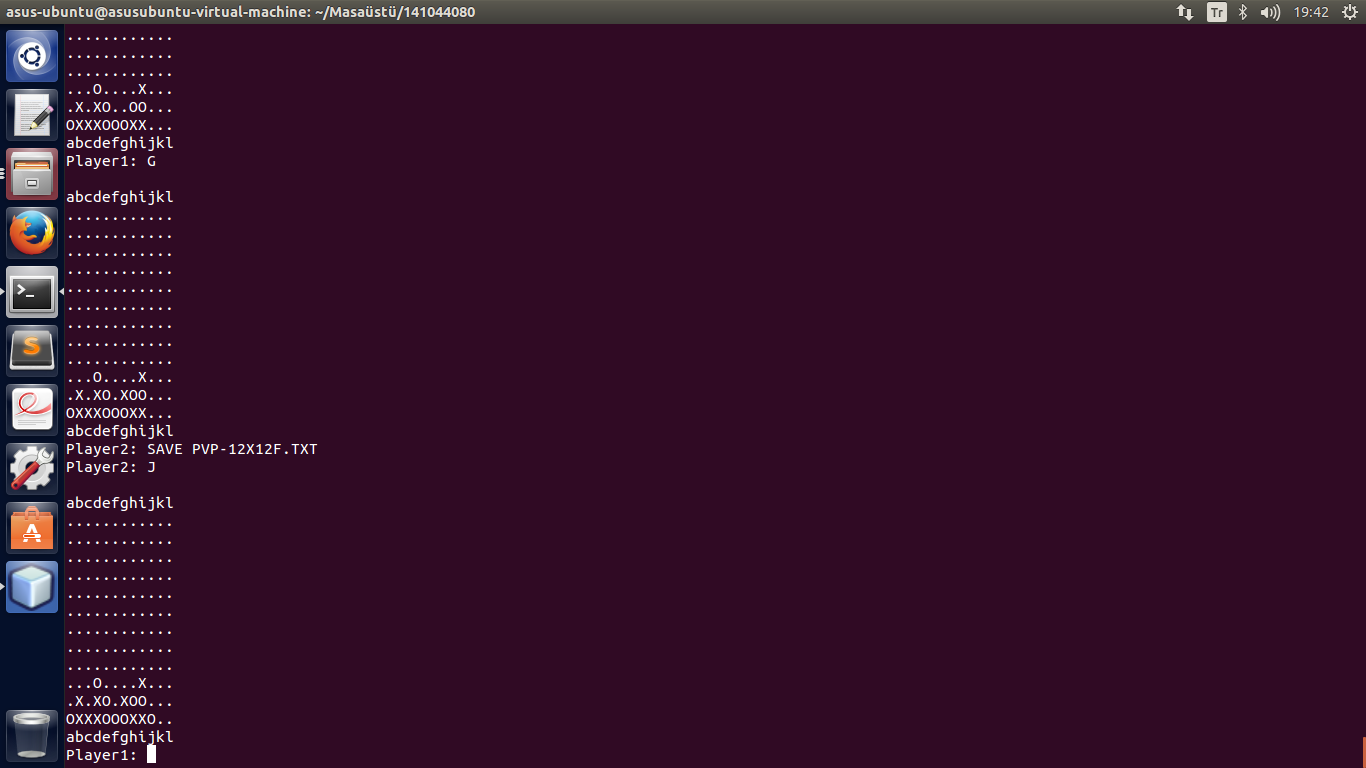 asus-ubuntu@asusubuntu-virtual-machine: ~/Masaüstü/141044080
Tr
19:42
............
............
............
...O....X...
.X.XO..OO...
OXXXOOOXX...
abcdefghijkl
Player1: G
abcdefghijkl
............
............
............
............
............
............
............
............
............
...O....X...
.X.XO.XOO...
OXXXOOOXX...
abcdefghijkl
Player2: SAVE PVP-12X12F.TXT
Player2: J
abcdefghijkl
............
............
............
............
............
............
............
............
............
...O....X...
.X.XO.XOO...
OXXXOOOXXO..
abcdefghijkl
Player1: